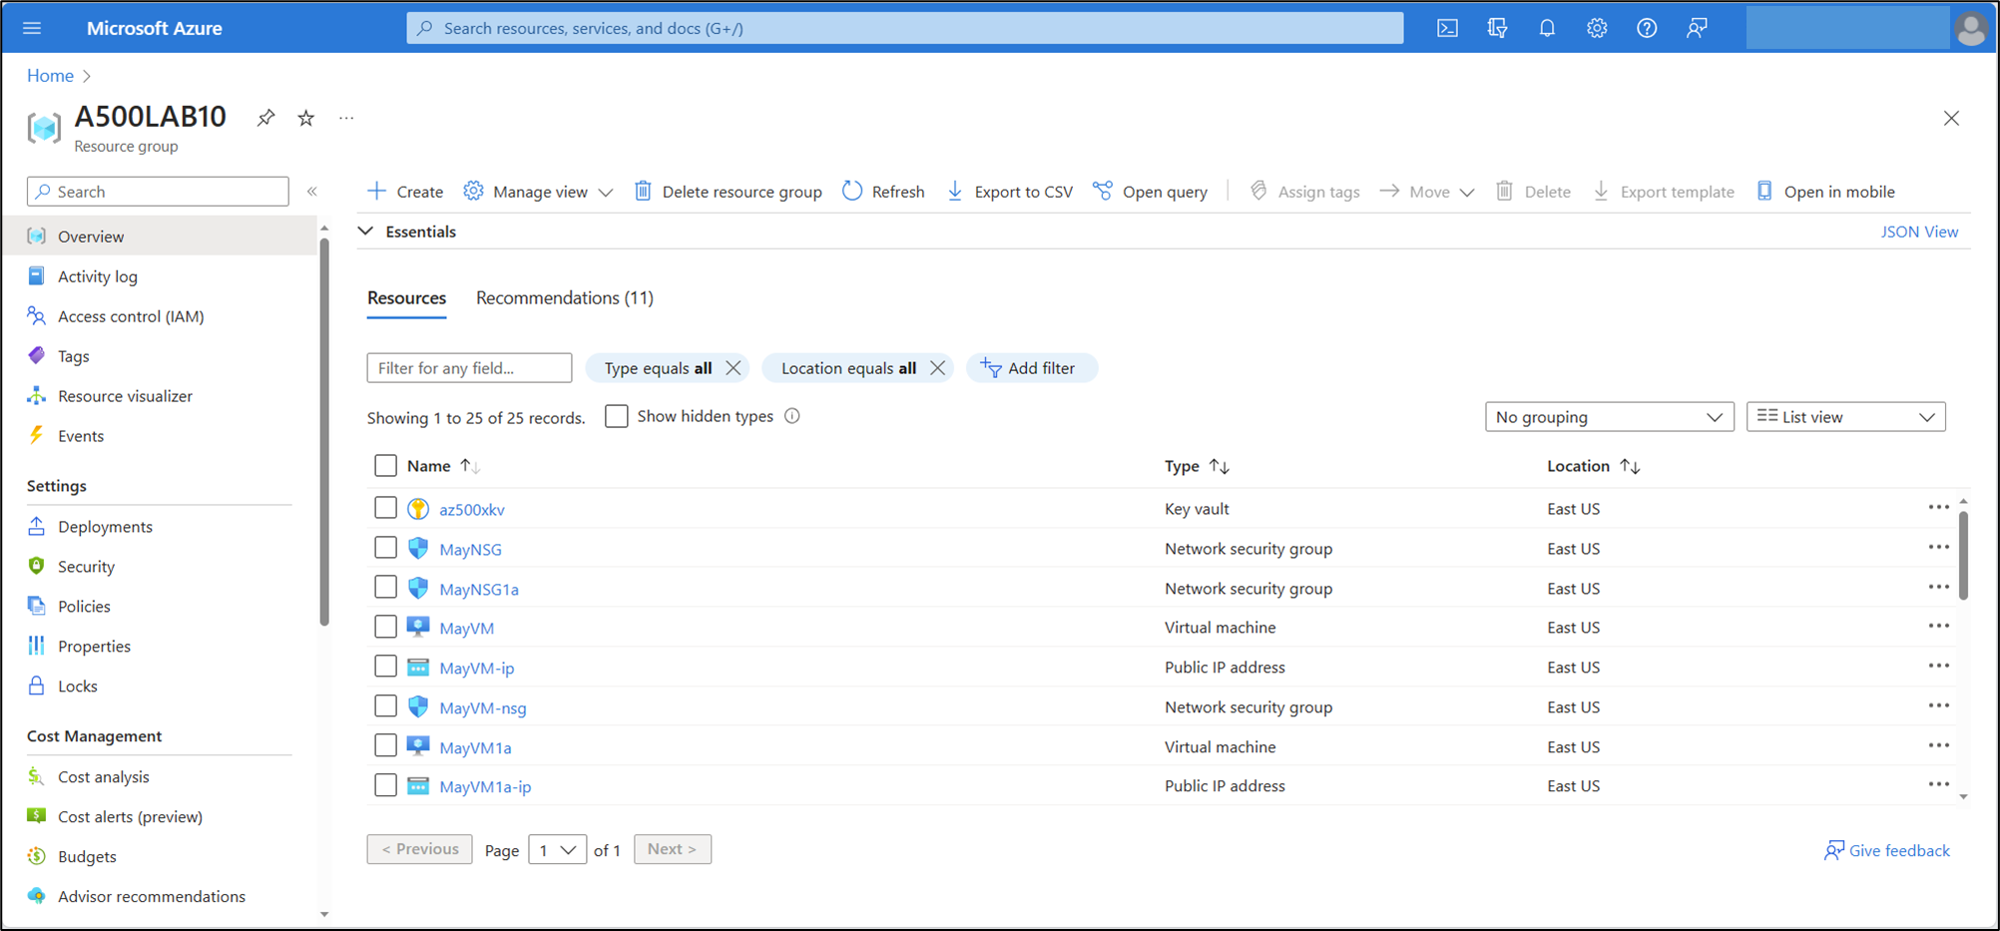 Microsoft Azure
Search resources, services, and docs (G+/)
Home
A500LAB10
Resource group
Search
Create
Manage view
Delete resource group
Refresh
Export to CSV
Open query
Assign tags
Move
Delete
Export template
Open in mobile
Overview
Activity log
Access control (IAM)
Tags
Resource visualizer
Events
Settings
Deployments
Security
Policies
Properties
Locks
Cost Management
Cost analysis
Cost alerts (preview)
Budgets
Advisor recommendations
Essentials
JSON View
Resources Recommendations (11)
Filter for any field...
Type equals all
Location equals all
Add filter
Showing 1 to 25 of 25 records.
Show hidden types
No grouping
List view
Name Type Location
az500xkv Key vault East US
MayNSG Network security group East US
MayNSG1a Network security group East US
MayVM Virtual machine East US
MayVM-ip Public IP address East US
MayVM-nsg Network security group East US
MayVM1a Virtual machine East US
MayVM1a-ip Public IP address East US
< Previous Page 1 of 1 Next >
Give feedback